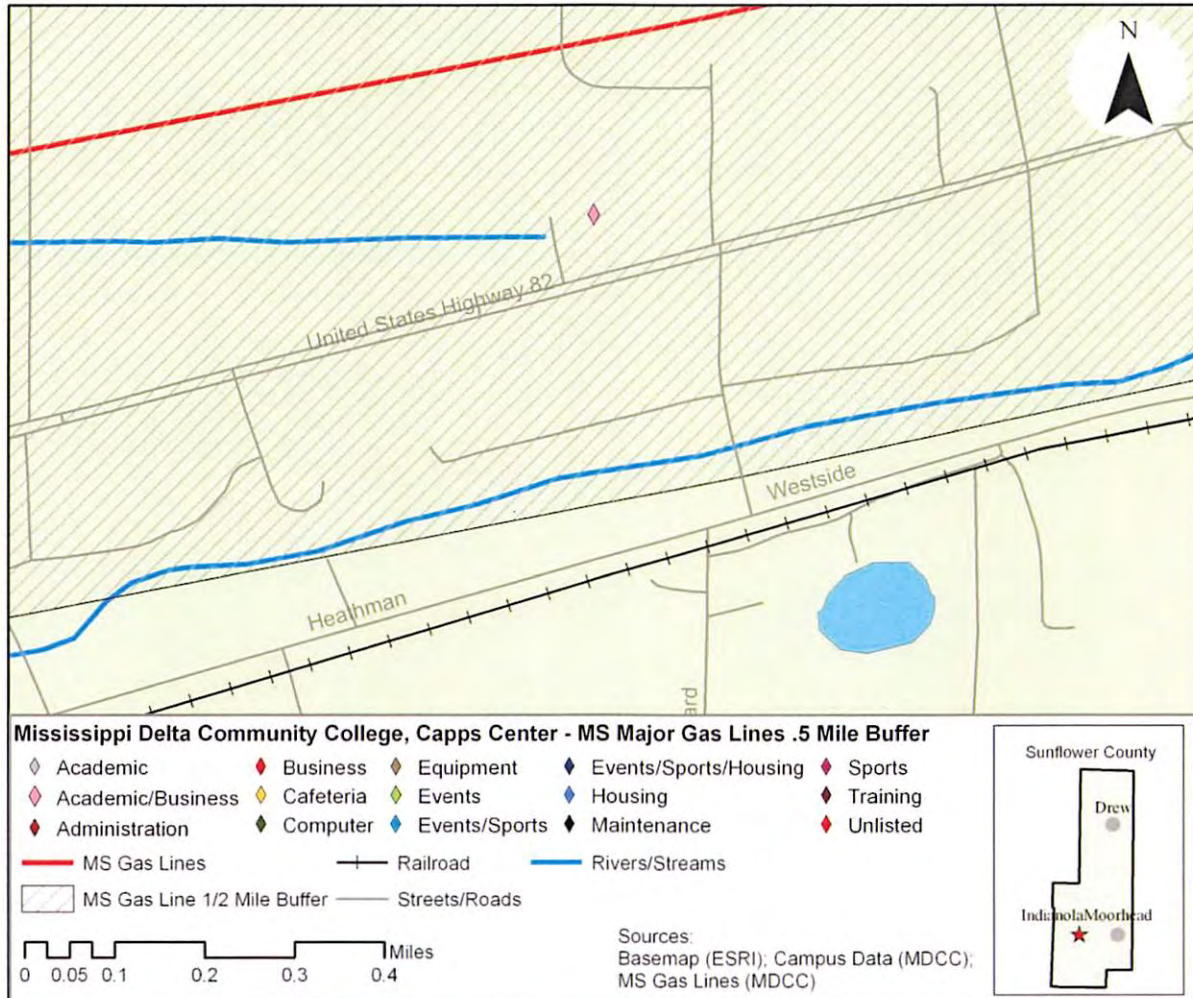 N
United States Highway 82
Westside
Heathman
ard
Mississippi Delta Community College, Capps Center - MS Major Gas Lines .5 Mile Buffer
Academic
Business
Equipment
Events/Sports/Housing
Sports
Academic/Business
Cafeteria
Events
Housing
Training
Administration
Computer
Events/Sports
Maintenance
Unlisted
MS Gas Lines
Railroad
Rivers/Streams
MS Gas Line 1/2 Mile Buffer
Streets/Roads
Miles
0 0.05 0.1 0.2 0.3 0.4
Sources:
Basemap (ESRI); Campus Data (MDCC);
MS Gas Lines (MDCC)
Sunflower County
Drew
Indianola Moorhead